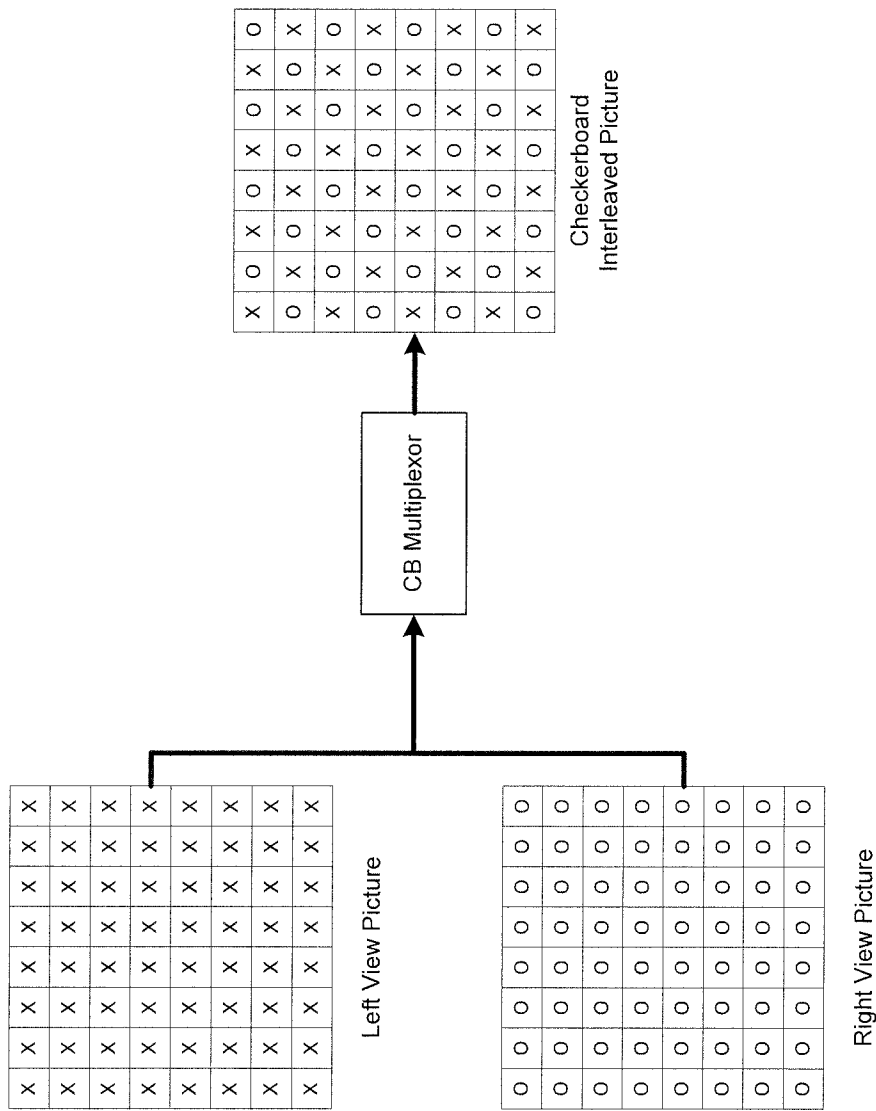 X X X X X X X X
X X X X X X X X
X X X X X X X X
X X X X X X X X
X X X X X X X X
X X X X X X X X
X X X X X X X X
X X X X X X X X
Left View Picture
O O O O O O O O
O O O O O O O O
O O O O O O O O
O O O O O O O O
O O O O O O O O
O O O O O O O O
O O O O O O O O
O O O O O O O O
Right View Picture
CB Multiplexor
X O X O X O X O
O X O X O X O X
X O X O X O X O
O X O X O X O X
X O X O X O X O
O X O X O X O X
X O X O X O X O
O X O X O X O X
Checkerboard
Interleaved Picture